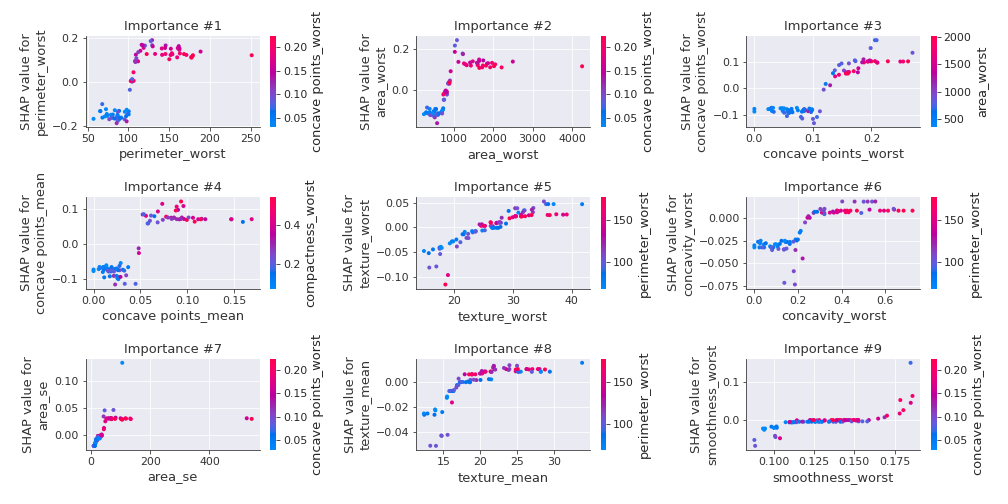 Importance #1
SHAP value for
perimeter_worst
0.2
0.0
−0.2
50
100
150
200
250
perimeter_worst
0.20
0.15
0.10
0.05
concave points_worst
Importance #2
SHAP value for
area_worst
0.2
0.0
1000
2000
3000
4000
area_worst
0.20
0.15
0.10
0.05
concave points_worst
Importance #3
SHAP value for
concave points_worst
0.1
0.0
−0.1
0.0
0.1
0.2
concave points_worst
2000
1500
1000
500
area_worst
Importance #4
SHAP value for
concave points_mean
0.1
0.0
−0.1
0.00
0.05
0.10
0.15
concave points_mean
0.4
0.2
compactness_worst
Importance #5
SHAP value for
texture_worst
0.05
0.00
−0.05
−0.10
20
30
40
texture_worst
150
100
perimeter_worst
Importance #6
SHAP value for
concavity_worst
0.000
−0.025
−0.050
−0.075
0.0
0.2
0.4
0.6
concavity_worst
150
100
perimeter_worst
Importance #7
SHAP value for
area_se
0.10
0.05
0.00
0
200
400
area_se
0.20
0.15
0.10
0.05
concave points_worst
Importance #8
SHAP value for
texture_mean
0.00
−0.02
−0.04
15
20
25
30
texture_mean
150
100
perimeter_worst
Importance #9
SHAP value for
smoothness_worst
0.1
0.0
0.100
0.125
0.150
0.175
smoothness_worst
0.20
0.15
0.10
0.05
concave points_worst